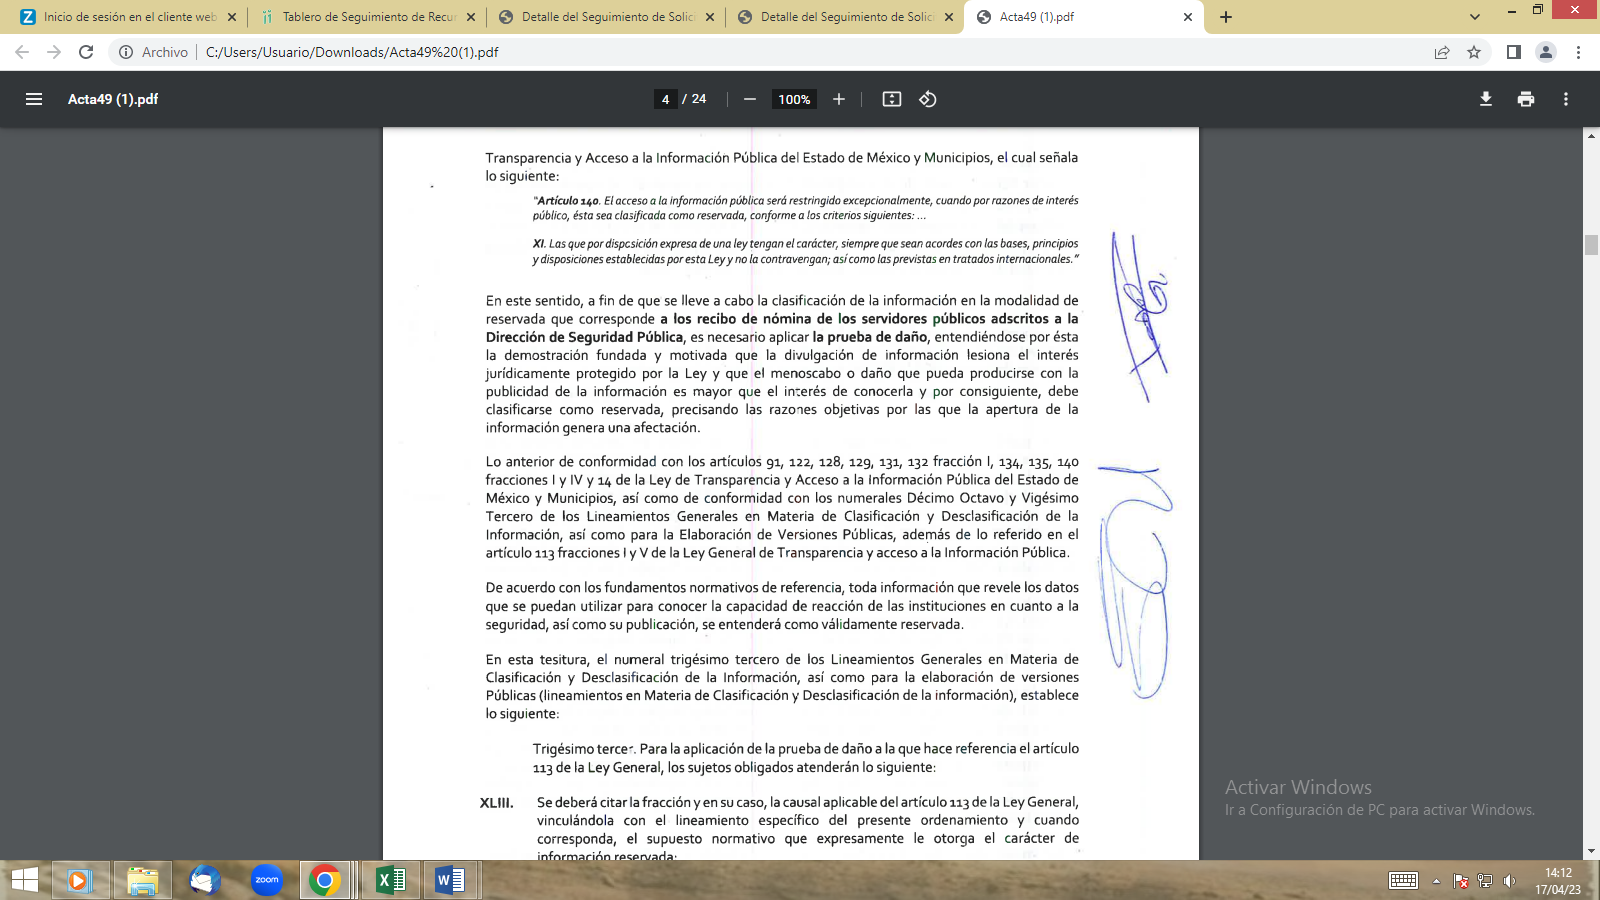 Inicio de sesión en el cliente web
Tablero de Seguimiento de Recur
Detalle del Seguimiento de Solici
Detalle del Seguimiento de Solici
Acta49 (1).pdf
Archivo
C:/Users/Usuario/Downloads/Acta49%20(1).pdf
Acta49 (1).pdf
4 / 24
100%
Transparencia y Acceso a la Información Pública del Estado de México y Municipios, el cual señala
lo siguiente:
"Artículo 140. El acceso a la información pública será restringido excepcionalmente, cuando por razones de interés
público, ésta sea clasificada como reservada, conforme a los criterios siguientes: ...
XI. Las que por disposición expresa de una ley tengan el carácter, siempre que sean acordes con las bases, principios
y disposiciones establecidas por esta Ley y no la contravengan; así como las previstas en tratados internacionales."
En este sentido, a fin de que se lleve a cabo la clasificación de la información en la modalidad de
reservada que corresponde a los recibo de nómina de los servidores públicos adscritos a la
Dirección de Seguridad Pública, es necesario aplicar la prueba de daño, entendiéndose por ésta
la demostración fundada y motivada que la divulgación de información lesiona el interés
jurídicamente protegido por la Ley y que el menoscabo o daño que pueda producirse con la
publicidad de la información es mayor que el interés de conocerla y por consiguiente, debe
clasificarse como reservada, precisando las razones objetivas por las que la apertura de la
información genera una afectación.
Lo anterior de conformidad con los artículos 91, 122, 128, 129, 131, 132 fracción I, 134, 135, 140
fracciones I y IV y 14 de la Ley de Transparencia y Acceso a la Información Pública del Estado de
México y Municipios, así como de conformidad con los numerales Décimo Octavo y Vigésimo
Tercero de los Lineamientos Generales en Materia de Clasificación y Desclasificación de la
Información, así como para la Elaboración de Versiones Públicas, además de lo referido en el
artículo 113 fracciones I y V de la Ley General de Transparencia y acceso a la Información Pública.
De acuerdo con los fundamentos normativos de referencia, toda información que revele los datos
que se puedan utilizar para conocer la capacidad de reacción de las instituciones en cuanto a la
seguridad, así como su publicación, se entenderá como válidamente reservada.
En esta tesitura, el numeral trigésimo tercero de los Lineamientos Generales en Materia de
Clasificación y Desclasificación de la Información, así como para la elaboración de versiones
Públicas (lineamientos en Materia de Clasificación y Desclasificación de la información), establece
lo siguiente:
Trigésimo tercer. Para la aplicación de la prueba de daño a la que hace referencia el artículo
113 de la Ley General, los sujetos obligados atenderán lo siguiente:
XLIII. Se deberá citar la fracción y en su caso, la causal aplicable del artículo 113 de la Ley General,
vinculándola con el lineamiento específico del presente ordenamiento y cuando
corresponda, el supuesto normativo que expresamente le otorga el carácter de
información reservada;
Activar Windows
Ir a Configuración de PC para activar Windows.
zoom
14:12
17/04/23